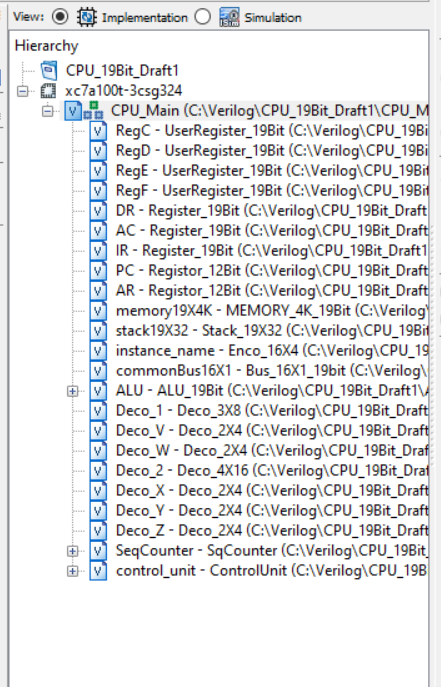 View: Implementation Simulation
Hierarchy
CPU_19Bit_Draft1
xc7a100t-3csg324
CPU_Main (C:\Verilog\CPU_19Bit_Draft1\CPU_M
RegC - UserRegister_19Bit (C:\Verilog\CPU_19Bi
RegD - UserRegister_19Bit (C:\Verilog\CPU_19Bi
RegE - UserRegister_19Bit (C:\Verilog\CPU_19Bit
RegF - UserRegister_19Bit (C:\Verilog\CPU_19Bit
DR - Register_19Bit (C:\Verilog\CPU_19Bit_Draft
AC - Register_19Bit (C:\Verilog\CPU_19Bit_Draft
IR - Register_19Bit (C:\Verilog\CPU_19Bit_Draft1
PC - Registor_12Bit (C:\Verilog\CPU_19Bit_Draft
AR - Registor_12Bit (C:\Verilog\CPU_19Bit_Draft
memory19X4K - MEMORY_4K_19Bit (C:\Verilog\
stack19X32 - Stack_19X32 (C:\Verilog\CPU_19Bit
instance_name - Enco_16X4 (C:\Verilog\CPU_19
commonBus16X1 - Bus_16X1_19bit (C:\Verilog\
ALU - ALU_19Bit (C:\Verilog\CPU_19Bit_Draft1\A
Deco_1 - Deco_3X8 (C:\Verilog\CPU_19Bit_Draft
Deco_V - Deco_2X4 (C:\Verilog\CPU_19Bit_Draft
Deco_W - Deco_2X4 (C:\Verilog\CPU_19Bit_Draf
Deco_2 - Deco_4X16 (C:\Verilog\CPU_19Bit_Draf
Deco_X - Deco_2X4 (C:\Verilog\CPU_19Bit_Draft
Deco_Y - Deco_2X4 (C:\Verilog\CPU_19Bit_Draft
Deco_Z - Deco_2X4 (C:\Verilog\CPU_19Bit_Draft
SeqCounter - SqCounter (C:\Verilog\CPU_19Bit_
control_unit - ControlUnit (C:\Verilog\CPU_19B